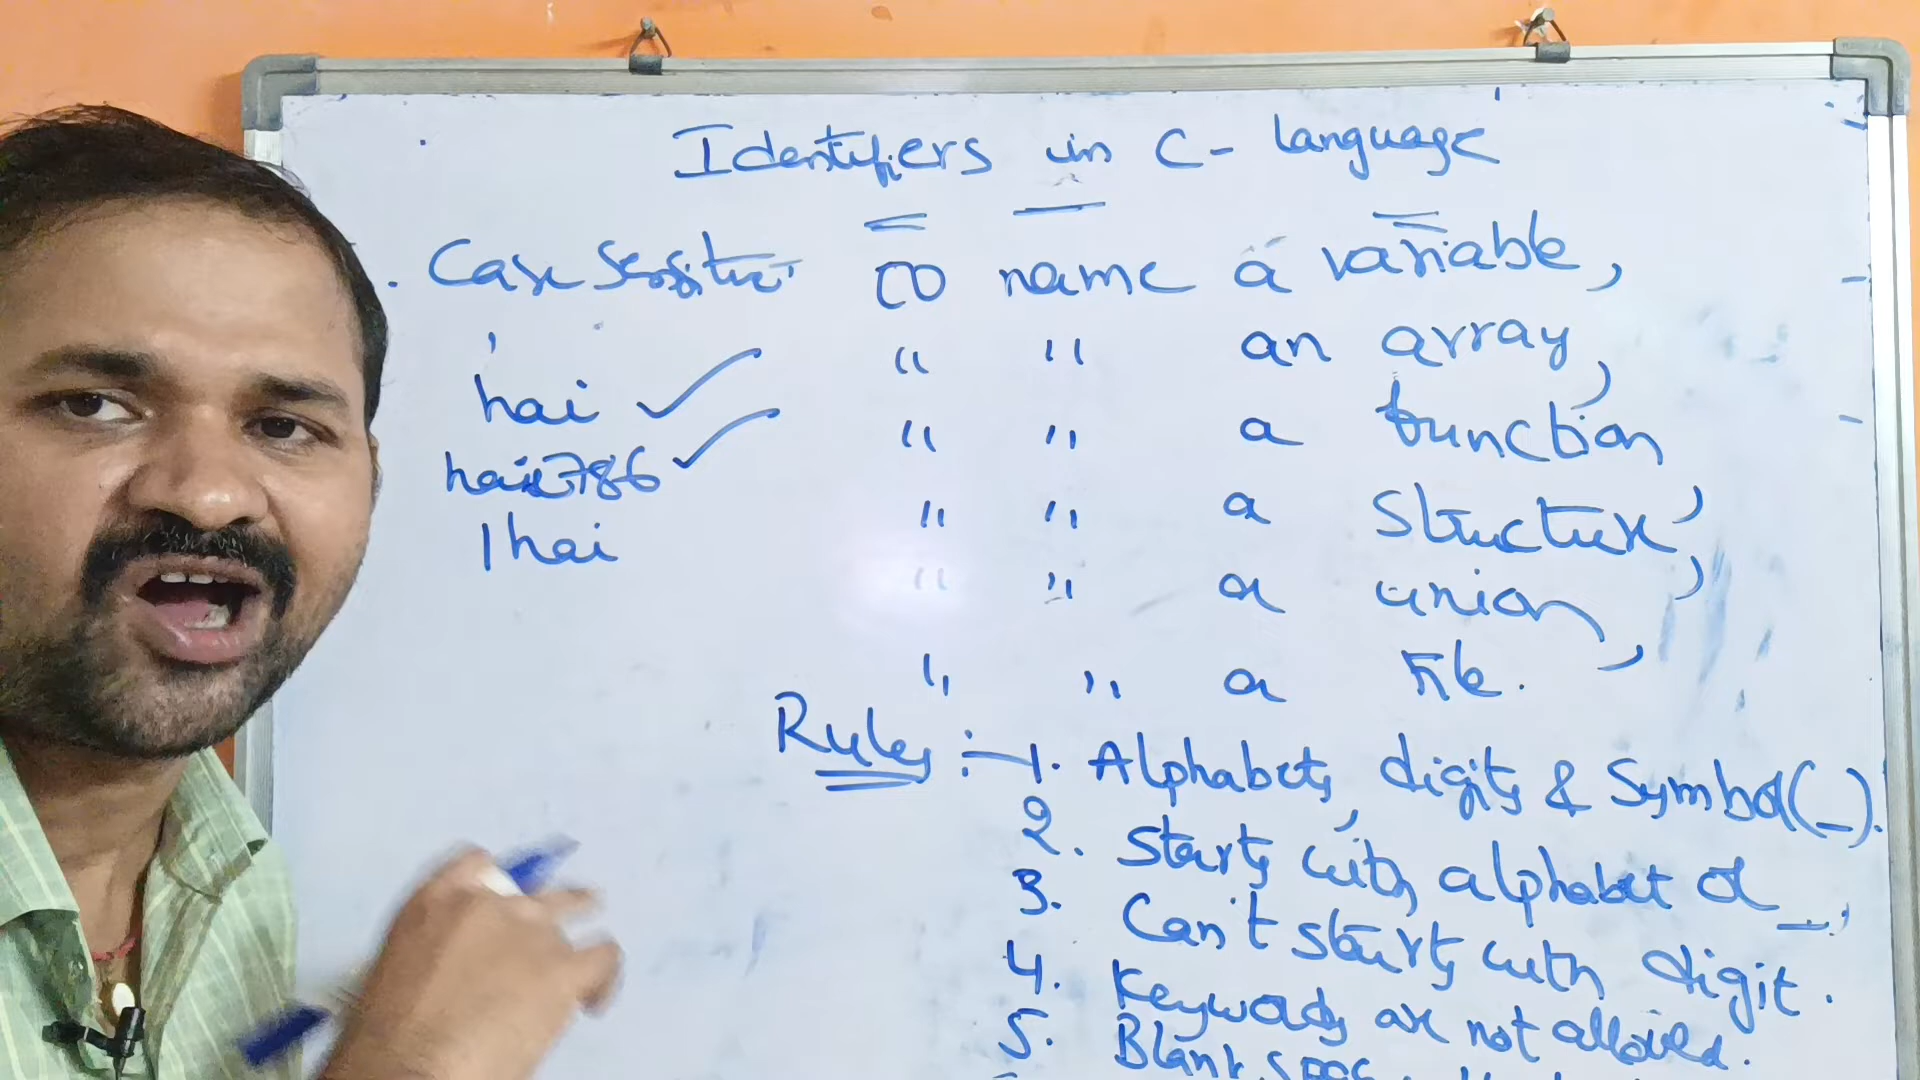 Identifiers in C- language
. Case sensitive
hai
hai786
1hai
to name a variable,
" " an array,
" " a function,
" " a structure,
" " a union,
" " a file.
Rules :- 1. Alphabets, digits & Symbol(_).
2. Starts with alphabet or _.
3. Can't starts with digit.
4. Keywords are not allowed.
5. Blank